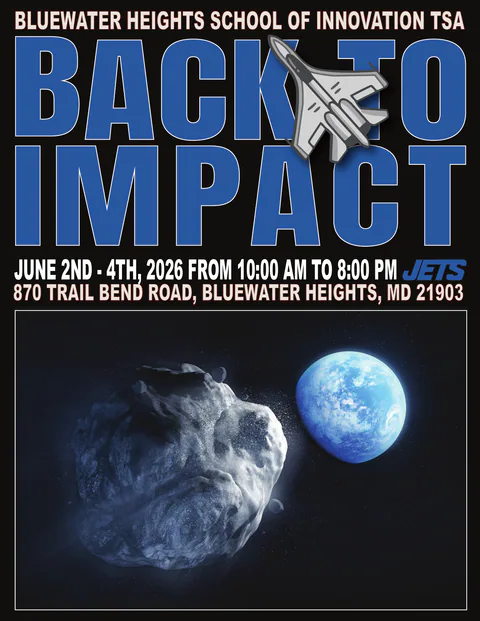 BLUEWATER HEIGHTS SCHOOL OF INNOVATION TSA
BACK TO
IMPACT
JUNE 2ND - 4TH, 2026 FROM 10:00 AM TO 8:00 PM JETS
870 TRAIL BEND ROAD, BLUEWATER HEIGHTS, MD 21903